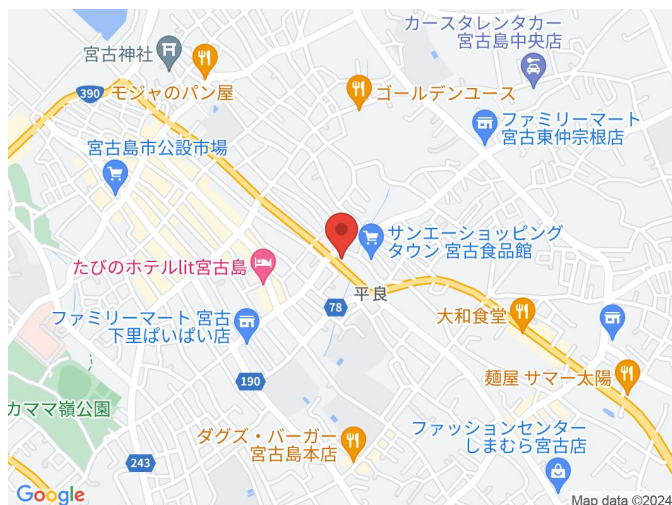 カースタレンタカー
宮古島中央店
宮古神社
390
モジャのパン屋
ゴールデンユース
ファミリーマート
宮古東仲宗根店
宮古島市公設市場
サンエーショッピング
タウン 宮古食品館
たびのホテルlit宮古島
平良
78
大和食堂
ファミリーマート 宮古
下里ぱいぱい店
190
麺屋 サマー太陽
カママ嶺公園
ダグズ・バーガー
宮古島本店
ファッションセンター
しまむら宮古店
243
Google
Map data ©2024